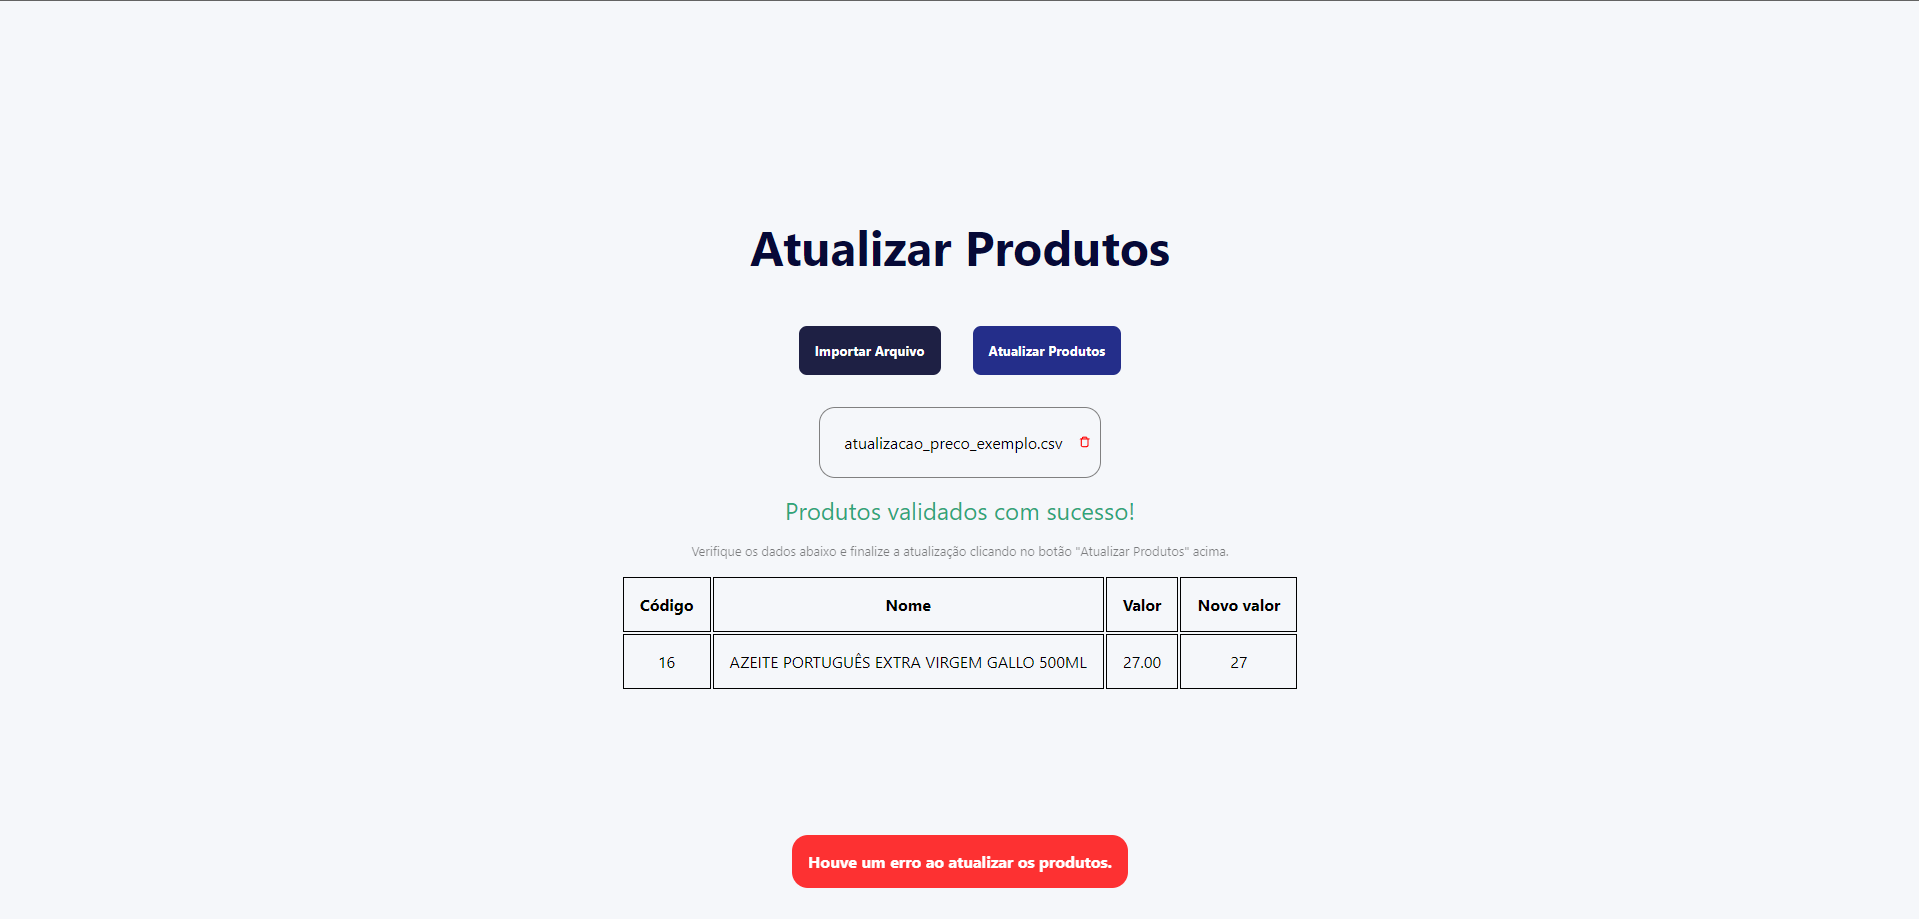 Atualizar Produtos
Importar Arquivo
Atualizar Produtos
atualizacao_preco_exemplo.csv
Produtos validados com sucesso!
Verifique os dados abaixo e finalize a atualização clicando no botão "Atualizar Produtos" acima.
Código Nome Valor Novo valor
16 AZEITE PORTUGUÊS EXTRA VIRGEM GALLO 500ML 27.00 27
Houve um erro ao atualizar os produtos.